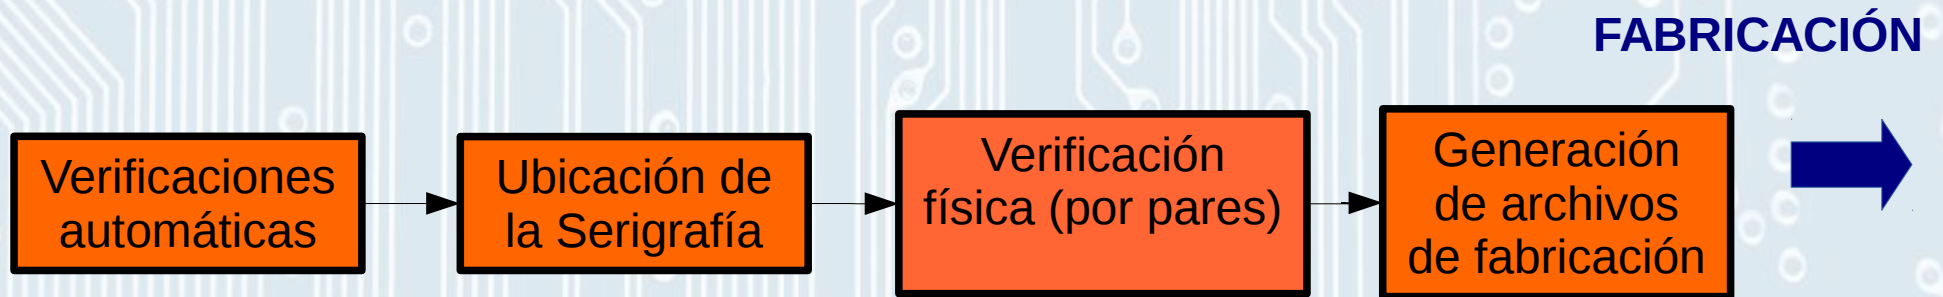 FABRICACIÓN
Verificaciones
automáticas
Ubicación de
la Serigrafía
Verificación
física (por pares)
Generación
de archivos
de fabricación